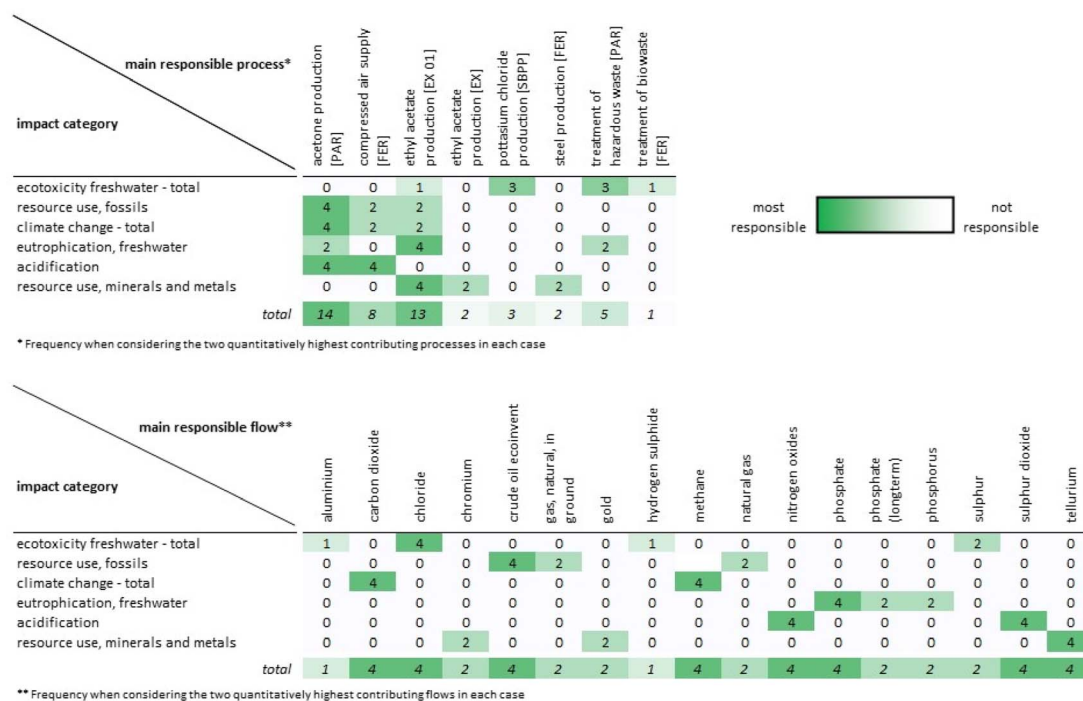 main responsible process*
impact category
acetone production [PAR]
compressed air supply [FER]
ethyl acetate production [EX 01]
ethyl acetate production [EX]
pottasium chloride production [SBPP]
steel production [FER]
treatment of hazardous waste [PAR]
treatment of biowaste [FER]
ecotoxicity freshwater - total 0 0 1 0 3 0 3 1
resource use, fossils 4 2 2 0 0 0 0 0
climate change - total 4 2 2 0 0 0 0 0
eutrophication, freshwater 2 0 4 0 0 0 2 0
acidification 4 4 0 0 0 0 0 0
resource use, minerals and metals 0 0 4 2 0 2 0 0
total 14 8 13 2 3 2 5 1
* Frequency when considering the two quantitatively highest contributing processes in each case
most responsible
not responsible
main responsible flow**
impact category
aluminium
carbon dioxide
chloride
chromium
crude oil ecoinvent
gas, natural, in ground
gold
hydrogen sulphide
methane
natural gas
nitrogen oxides
phosphate
phosphate (longterm)
phosphorus
sulphur
sulphur dioxide
tellurium
ecotoxicity freshwater - total 1 0 4 0 0 0 0 1 0 0 0 0 0 0 2 0 0
resource use, fossils 0 0 0 0 4 2 0 0 0 2 0 0 0 0 0 0 0
climate change - total 0 4 0 0 0 0 0 0 4 0 0 0 0 0 0 0 0
eutrophication, freshwater 0 0 0 0 0 0 0 0 0 0 0 4 2 2 0 0 0
acidification 0 0 0 0 0 0 0 0 0 0 4 0 0 0 0 4 0
resource use, minerals and metals 0 0 0 2 0 0 2 0 0 0 0 0 0 0 0 0 4
total 1 4 4 2 4 2 2 1 4 2 4 4 2 2 2 4 4
** Frequency when considering the two quantitatively highest contributing flows in each case